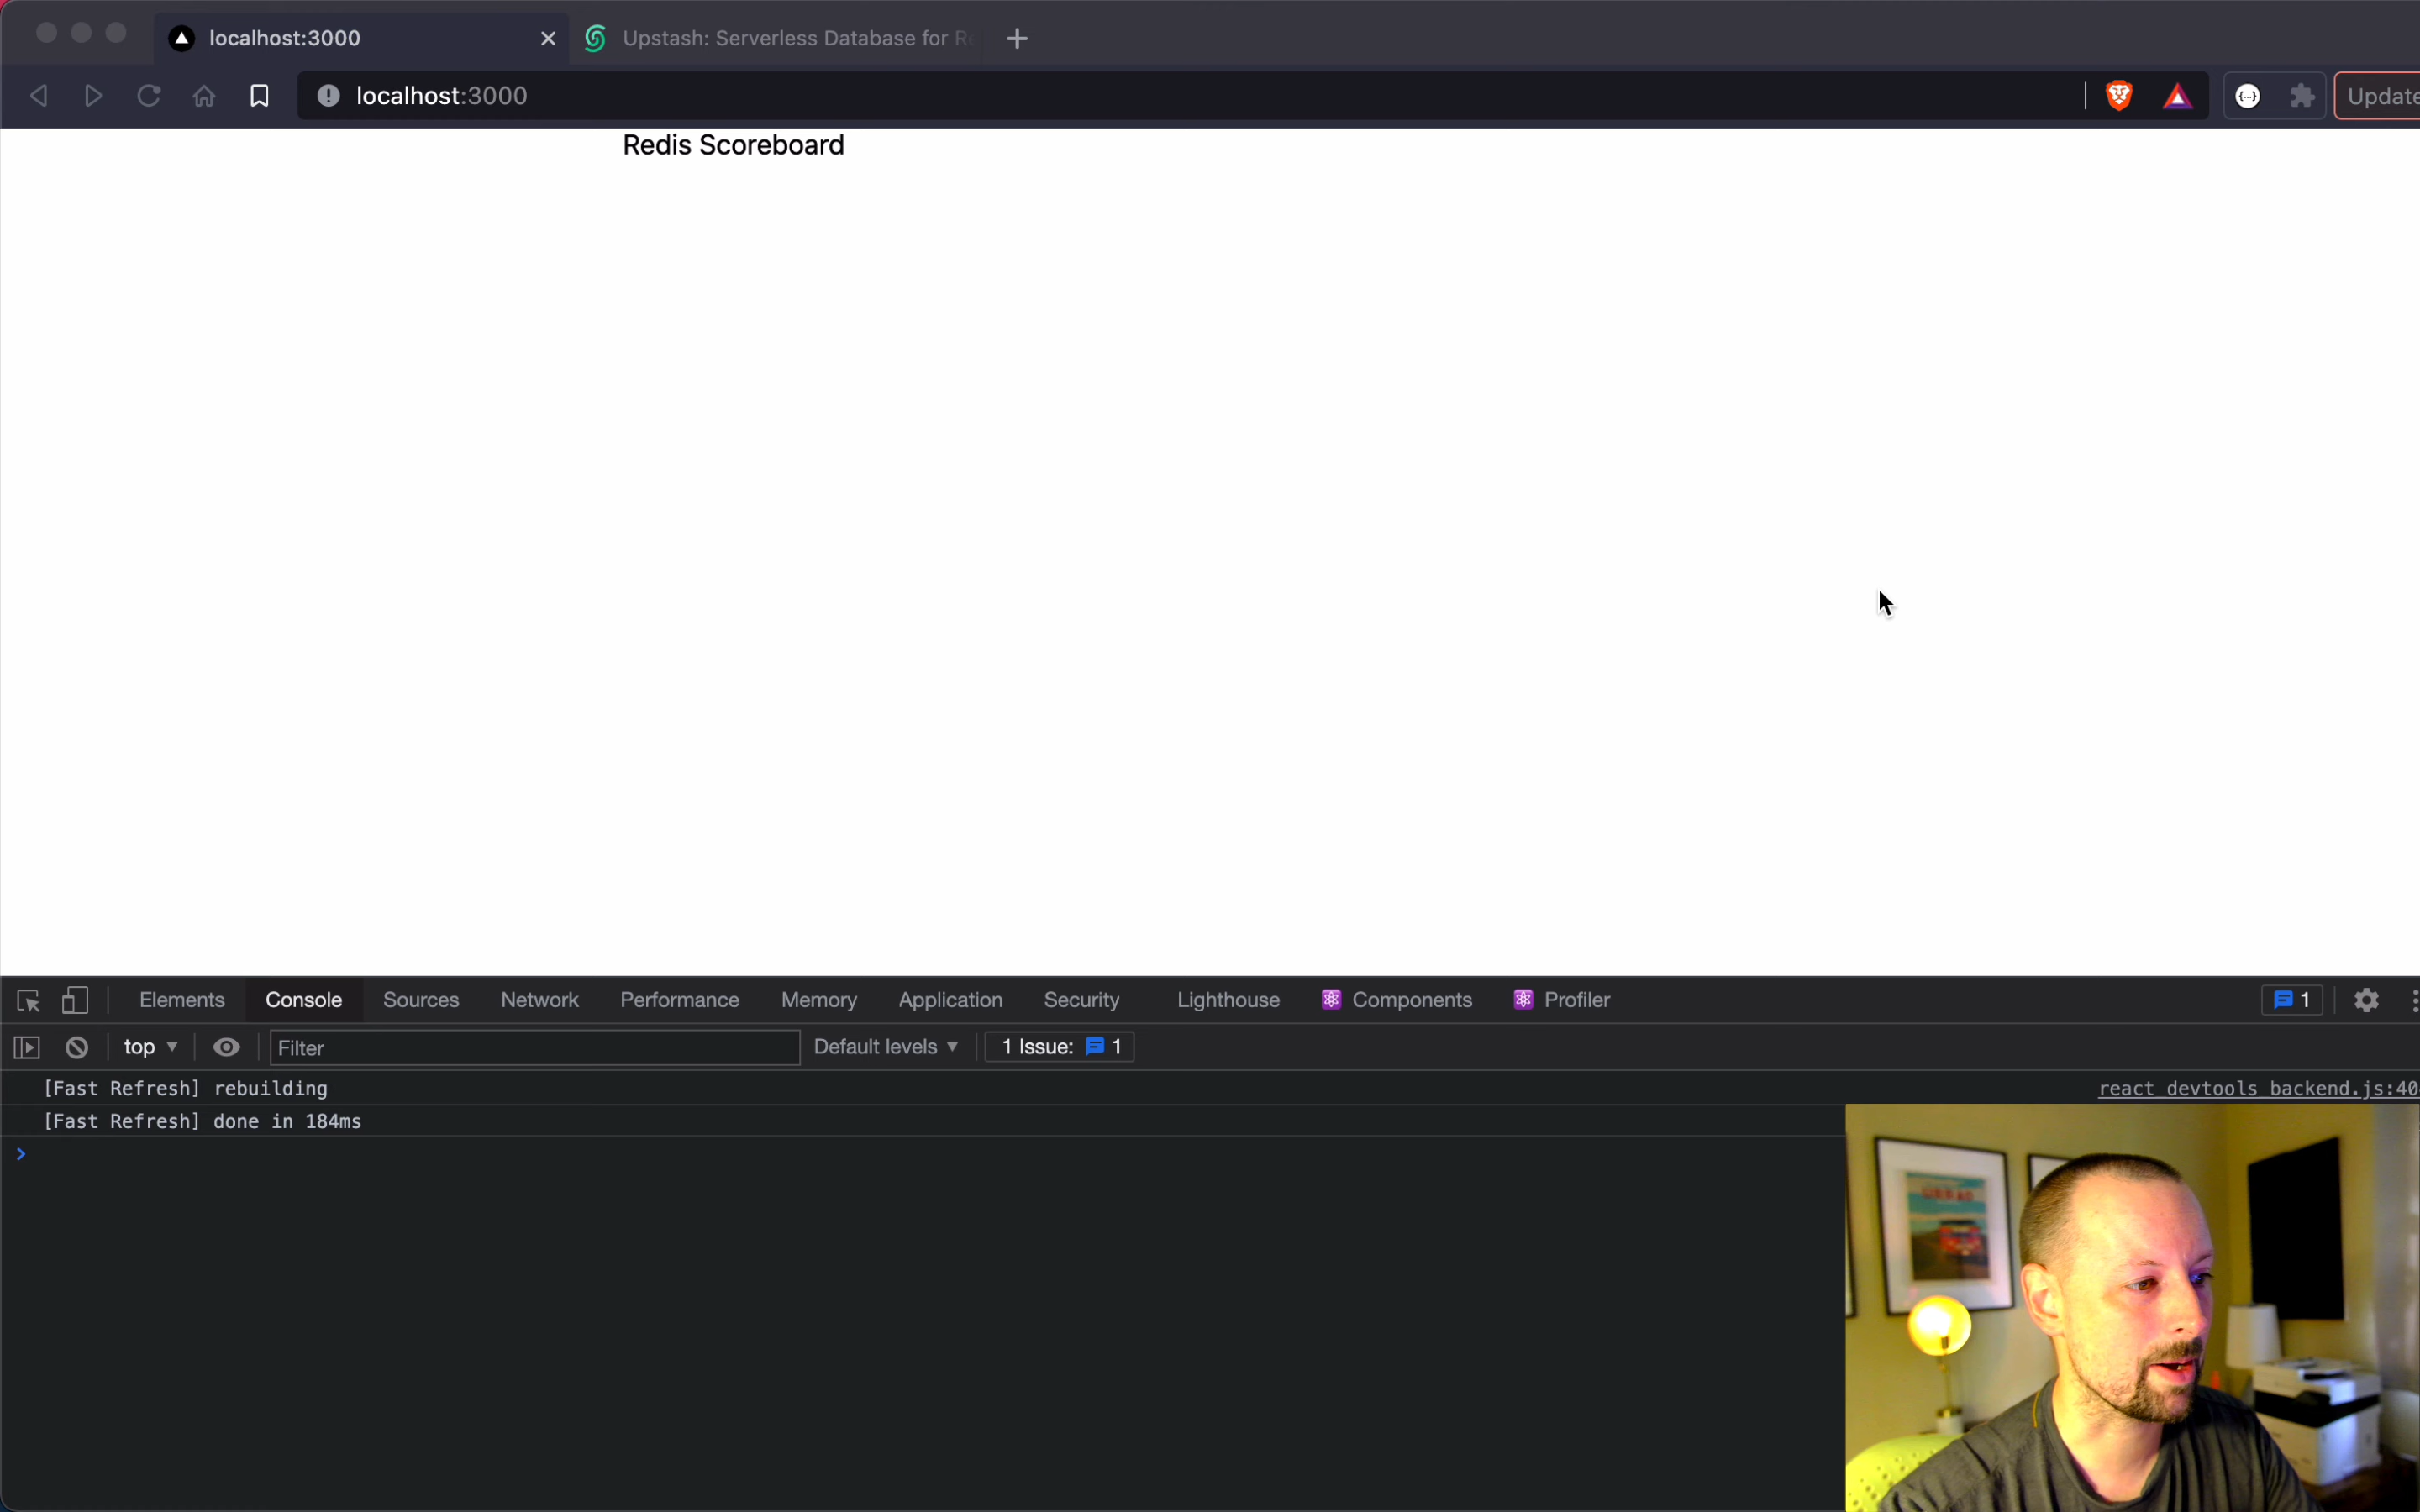 localhost:3000
Upstash: Serverless Database for Re
localhost:3000
Update
Redis Scoreboard
Elements Console Sources Network Performance Memory Application Security Lighthouse Components Profiler 1
top Filter Default levels 1 Issue: 1
[Fast Refresh] rebuilding react_devtools_backend.js:40
[Fast Refresh] done in 184ms